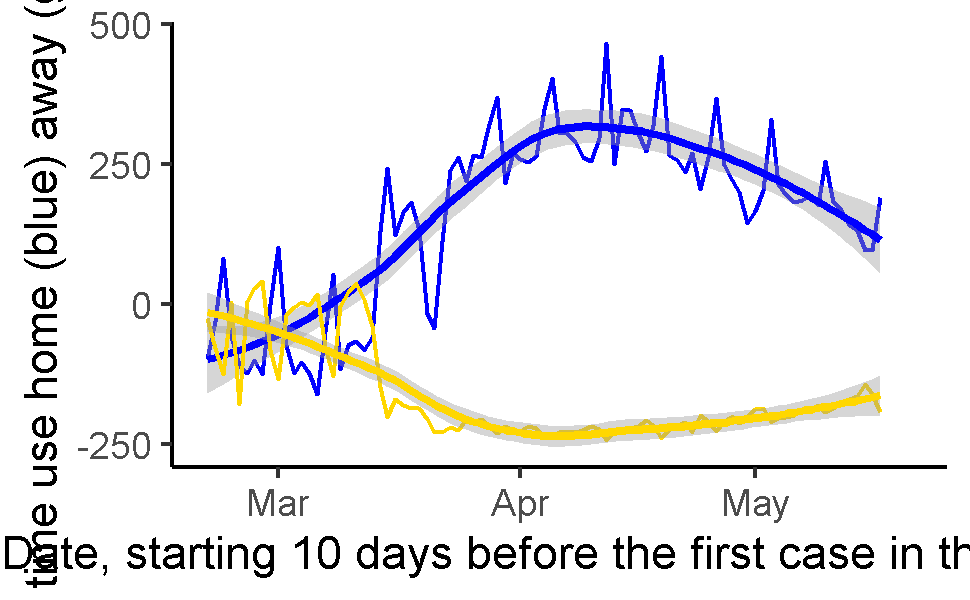 time use home (blue) away (
500
250
0
-250
Mar Apr May
Date, starting 10 days before the first case in th